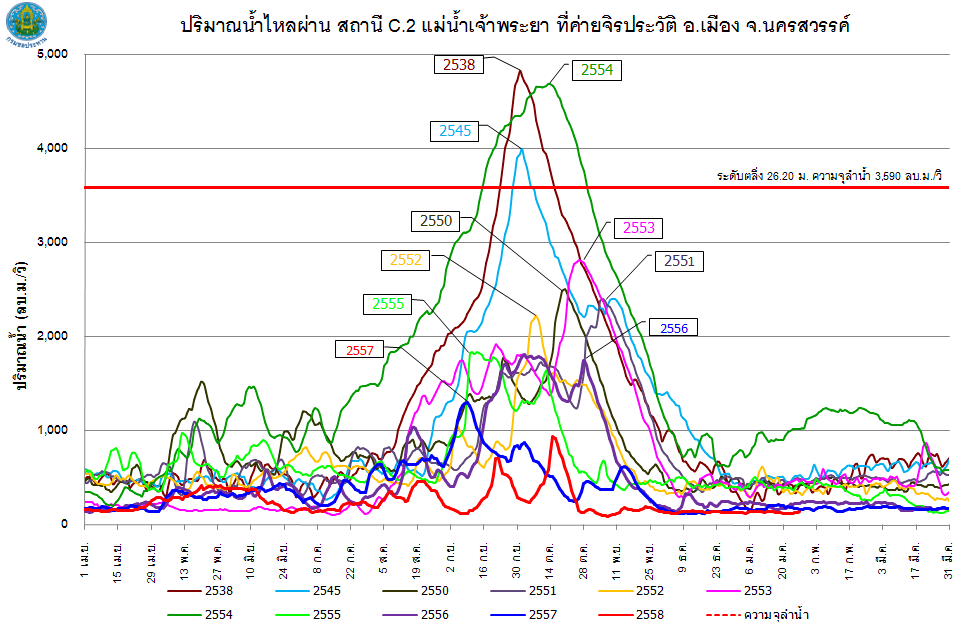 ปริมาณน้ำไหลผ่าน สถานี C.2 แม่น้ำเจ้าพระยา ที่ค่ายจิรประวัติ อ.เมือง จ.นครสวรรค์
กรมชลประทาน
ปริมาณน้ำ (ลบ.ม./วิ)
5,000
4,000
3,000
2,000
1,000
0
2538
2554
2545
ระดับตลิ่ง 26.20 ม. ความจุลำน้ำ 3,590 ลบ.ม./วิ
2550
2553
2552
2551
2555
2556
2557
1 เม.ย.
15 เม.ย.
29 เม.ย.
13 พ.ค.
27 พ.ค.
10 มิ.ย.
24 มิ.ย.
8 ก.ค.
22 ก.ค.
5 ส.ค.
19 ส.ค.
2 ก.ย.
16 ก.ย.
30 ก.ย.
14 ต.ค.
28 ต.ค.
11 พ.ย.
25 พ.ย.
9 ธ.ค.
23 ธ.ค.
6 ม.ค.
20 ม.ค.
3 ก.พ.
17 ก.พ.
3 มี.ค.
17 มี.ค.
31 มี.ค.
2538 2545 2550 2551 2552 2553
2554 2555 2556 2557 2558 ความจุลำน้ำ